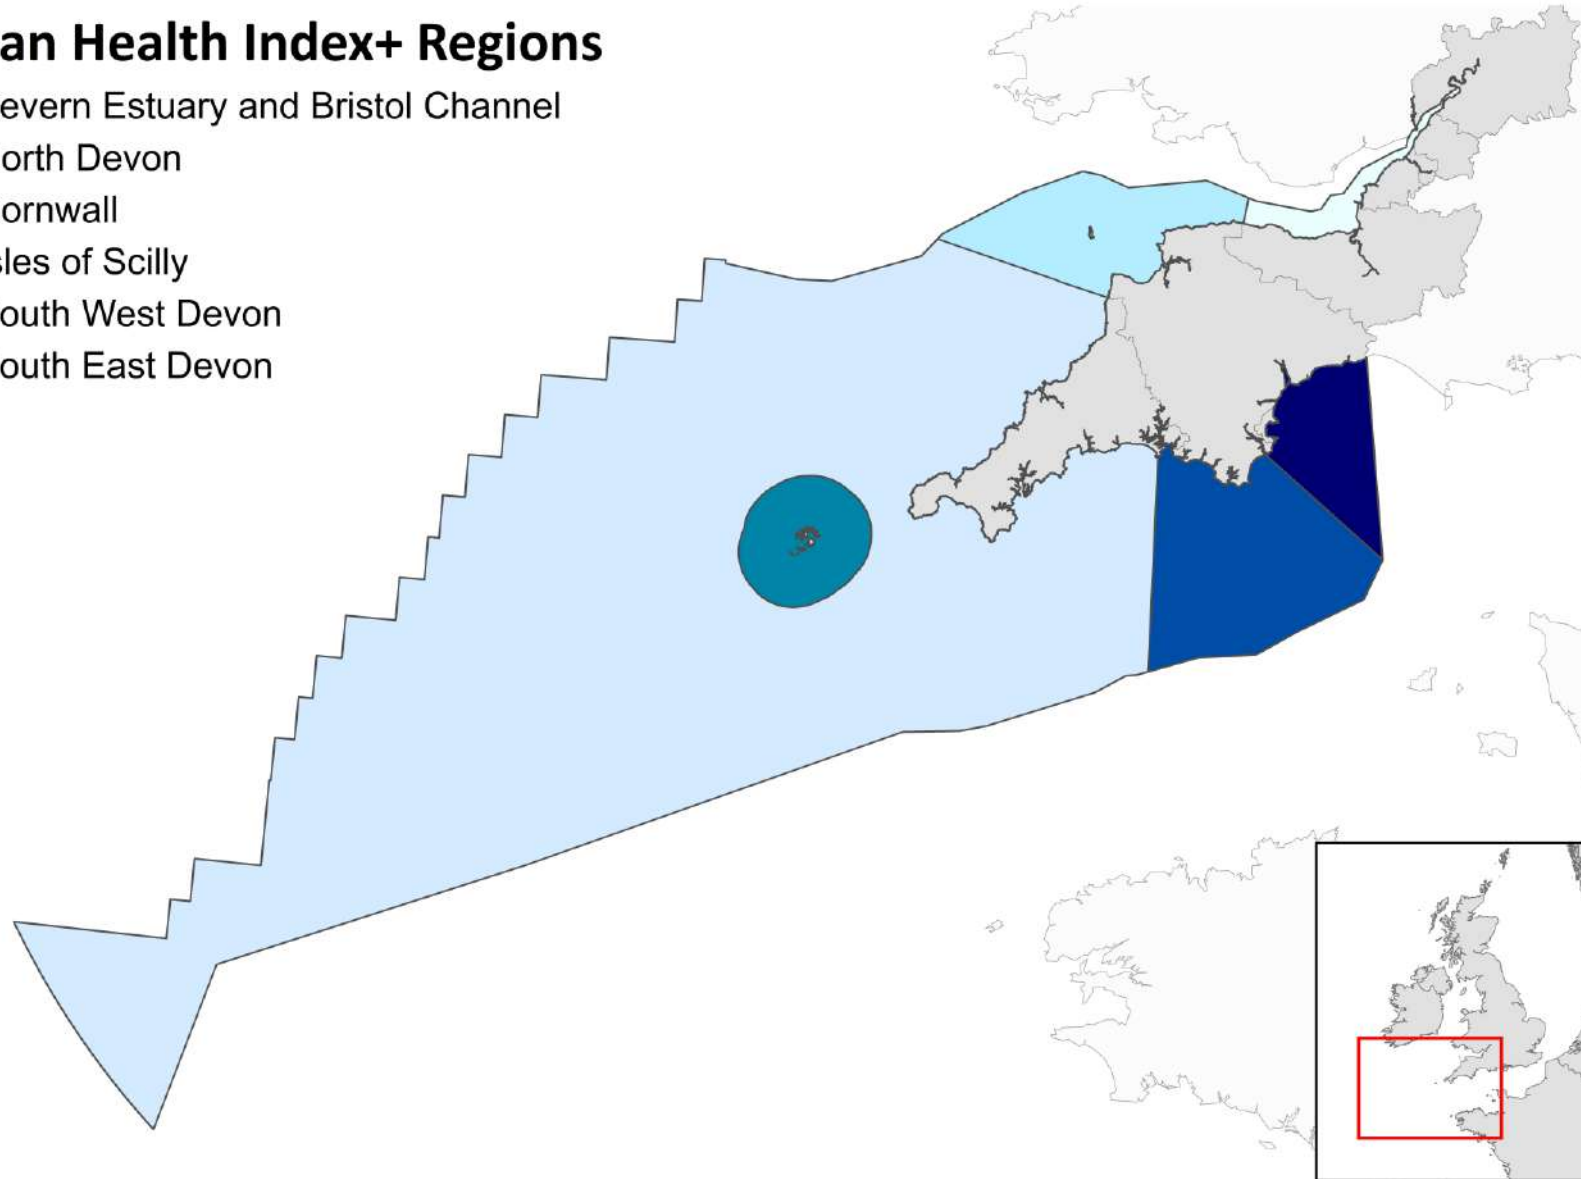 an Health Index+ Regions
evern Estuary and Bristol Channel
orth Devon
ornwall
sles of Scilly
outh West Devon
outh East Devon